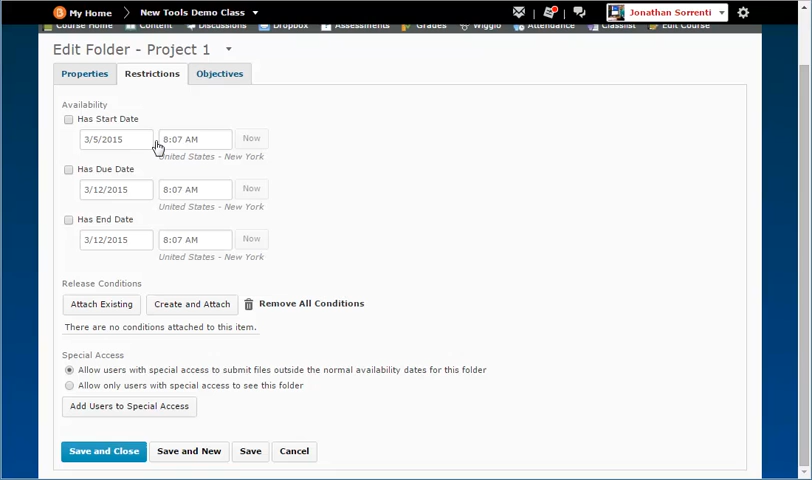 My Home New Tools Demo Class Jonathan Sorrenti
Course Home Content Discussions Dropbox Assessments Grades Wiggio Attendance Classlist Edit Course
Edit Folder - Project 1
Properties Restrictions Objectives
Availability
Has Start Date
3/5/2015 8:07 AM Now
United States - New York
Has Due Date
3/12/2015 8:07 AM Now
United States - New York
Has End Date
3/12/2015 8:07 AM Now
United States - New York
Release Conditions
Attach Existing Create and Attach Remove All Conditions
There are no conditions attached to this item.
Special Access
Allow users with special access to submit files outside the normal availability dates for this folder
Allow only users with special access to see this folder
Add Users to Special Access
Save and Close Save and New Save Cancel